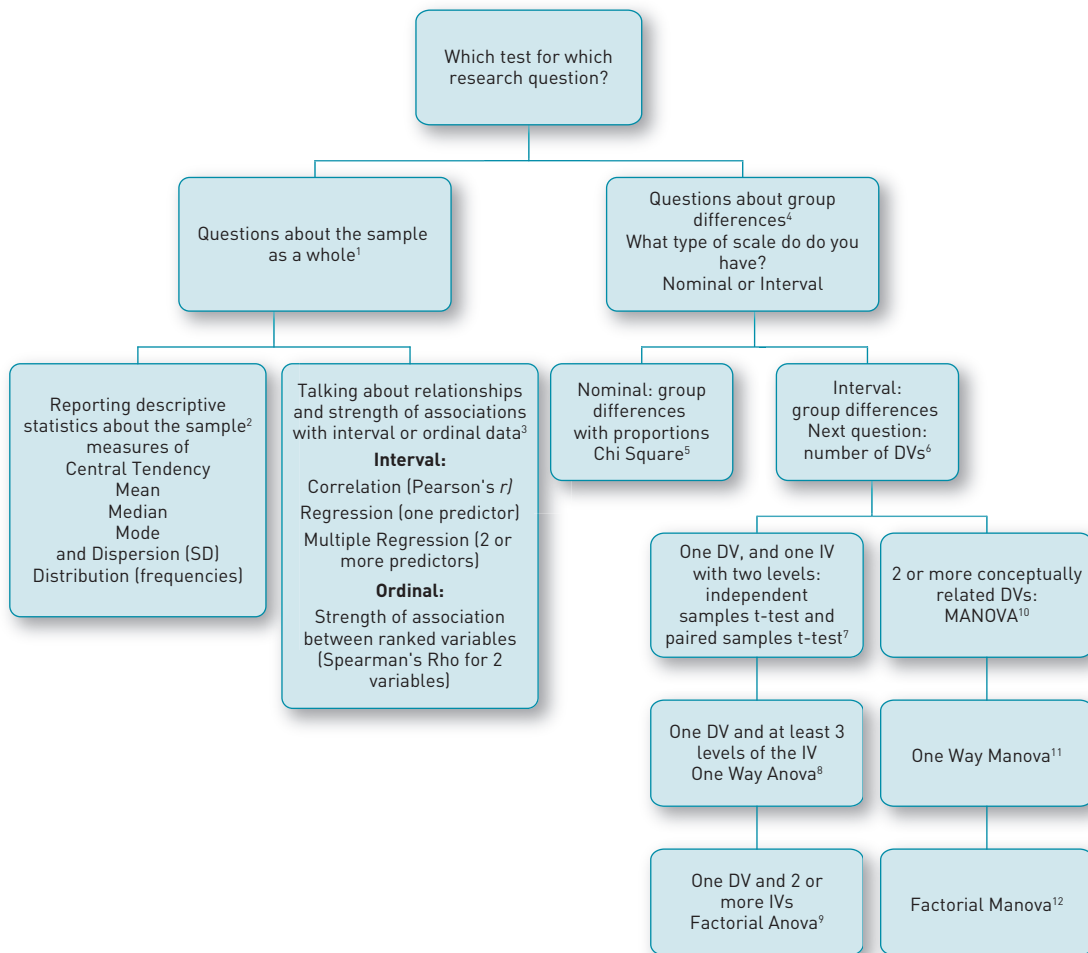 Which test for which
research question?
Questions about the sample
as a whole¹
Questions about group
differences⁴
What type of scale do do you
have?
Nominal or Interval
Reporting descriptive
statistics about the sample²
measures of
Central Tendency
Mean
Median
Mode
and Dispersion (SD)
Distribution (frequencies)
Talking about relationships
and strength of associations
with interval or ordinal data³
Interval:
Correlation (Pearson's r)
Regression (one predictor)
Multiple Regression (2 or
more predictors)
Ordinal:
Strength of association
between ranked variables
(Spearman's Rho for 2
variables)
Nominal: group
differences
with proportions
Chi Square⁵
Interval:
group differences
Next question:
number of DVs⁶
One DV, and one IV
with two levels:
independent
samples t-test and
paired samples t-test⁷
2 or more conceptually
related DVs:
MANOVA¹⁰
One DV and at least 3
levels of the IV
One Way Anova⁸
One Way Manova¹¹
One DV and 2 or
more IVs
Factorial Anova⁹
Factorial Manova¹²